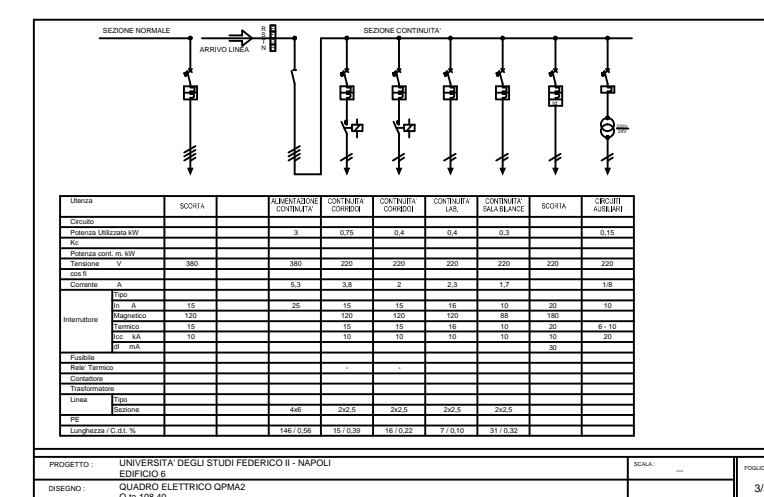 SEZIONE NORMALE
ARRIVO LINEA
R
S
T
N
SEZIONE CONTINUITA'
Id
220V
24V
Utenza SCORTA ALIMENTAZIONE CONTINUITA' CONTINUITA' CORRIDOI CONTINUITA' CORRIDOI CONTINUITA' LAB. CONTINUITA' SALA BILANCE SCORTA CIRCUITI AUSILIARI
Circuito
Potenza Utilizzata kW 3 0,75 0,4 0,4 0,3 0,15
Kc
Potenza cont. m. kW
Tensione V 380 380 220 220 220 220 220 220
cos fi
Corrente A 5,3 3,8 2 2,3 1,7 1/8
Interruttore
Tipo
In A 15 25 15 15 16 10 20 10
Magnetico 120 120 120 120 88 180
Termico 15 15 15 16 10 20 6 - 10
Icc kA 10 10 10 10 10 10 20
dI mA 30
Fusibile
Rele' Termico - -
Contattore
Trasformatore
Linea Tipo
Sezione 4x6 2x2,5 2x2,5 2x2,5 2x2,5
PE
Lunghezza / C.d.t. % 146 / 0,56 15 / 0,39 16 / 0,22 7 / 0,10 31 / 0,32
PROGETTO : UNIVERSITA' DEGLI STUDI FEDERICO II - NAPOLI
EDIFICIO 6
SCALA :
---
FOGLIO
DISEGNO : QUADRO ELETTRICO QPMA2
Q.ta 108.40
3/